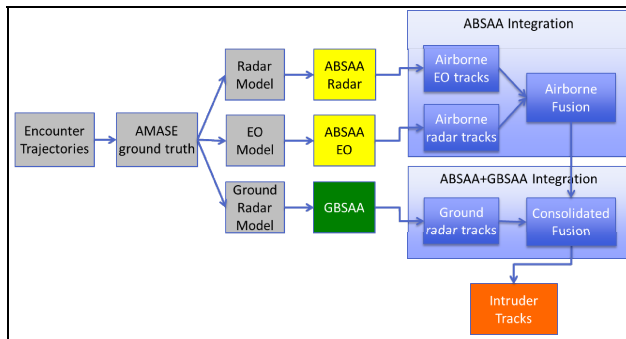 ABSAA Integration
Radar
Model
ABSAA
Radar
Airborne
EO tracks
Airborne
Fusion
Encounter
Trajectories
AMASE
ground truth
EO
Model
ABSAA
EO
Airborne
radar tracks
ABSAA+GBSAA Integration
Ground
Radar
Model
GBSAA
Ground
radar tracks
Consolidated
Fusion
Intruder
Tracks